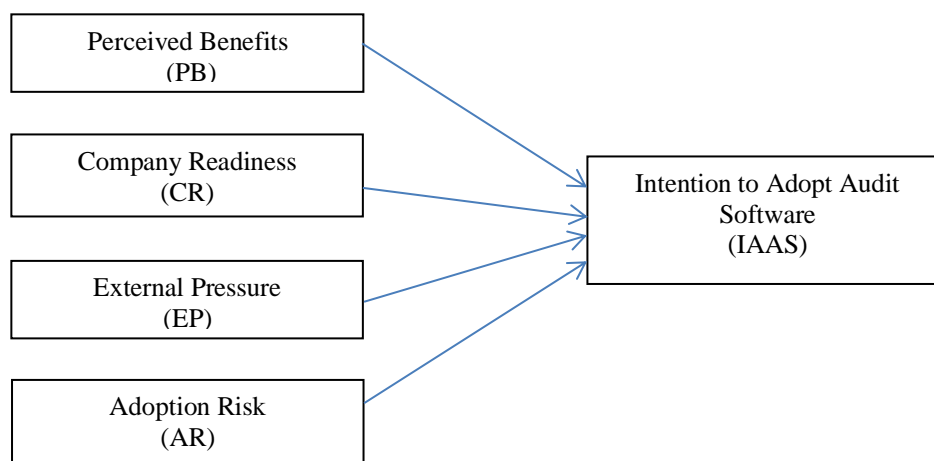 Perceived Benefits
(PB)
Company Readiness
(CR)
External Pressure
(EP)
Adoption Risk
(AR)
Intention to Adopt Audit
Software
(IAAS)